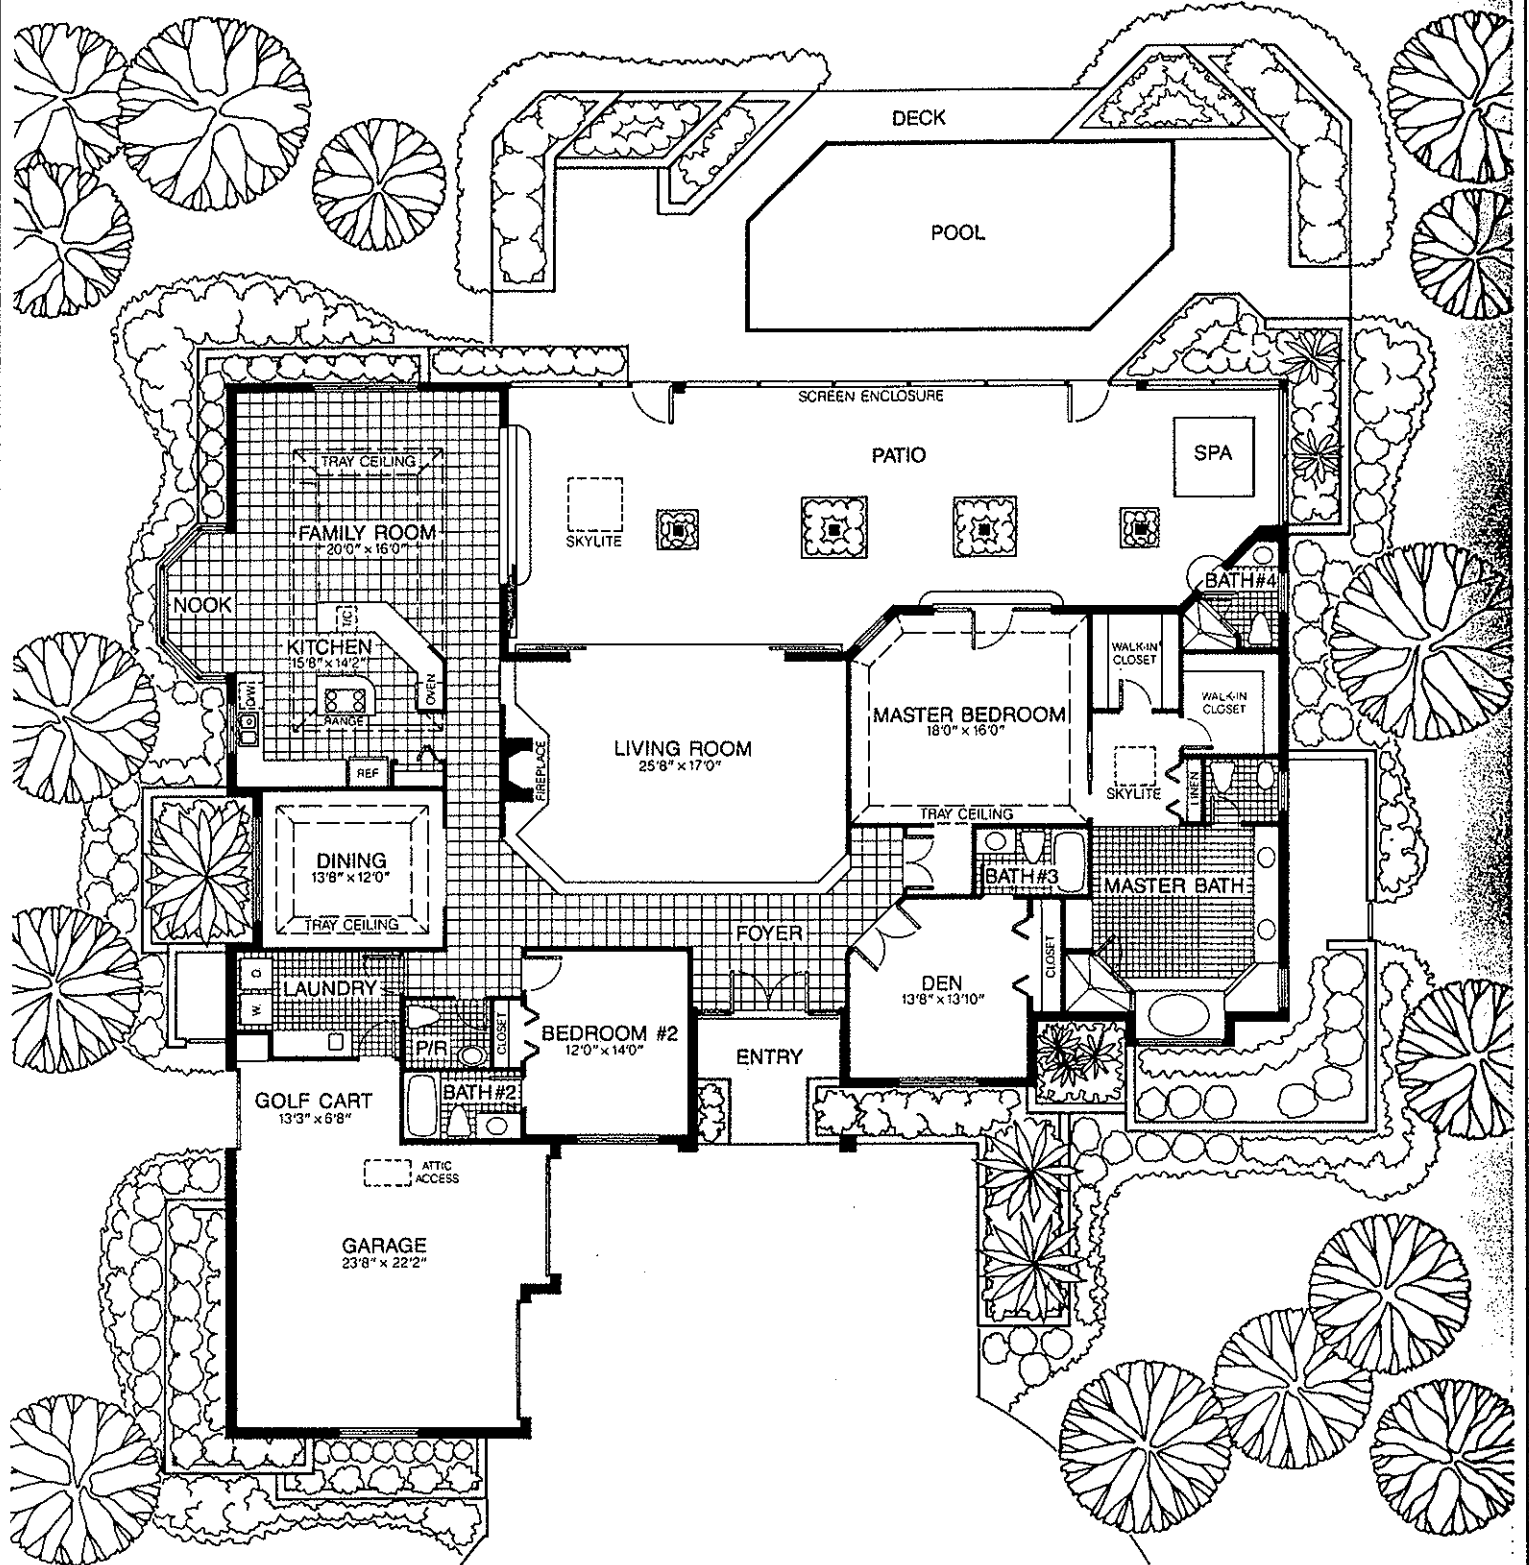 DECK
POOL
SCREEN ENCLOSURE
PATIO
SPA
SKYLITE
TRAY CEILING
FAMILY ROOM
20'0" x 16'0"
NOOK
T/C
KITCHEN
15'8" x 14'2"
OVEN
D/W
RANGE
REF
BATH #4
WALK-IN
CLOSET
WALK-IN
CLOSET
MASTER BEDROOM
18'0" x 16'0"
TRAY CEILING
SKYLITE
LINEN
LIVING ROOM
25'8" x 17'0"
FIREPLACE
DINING
13'8" x 12'0"
TRAY CEILING
BATH #3
MASTER BATH
FOYER
DEN
13'8" x 13'10"
CLOSET
D.
W.
LAUNDRY
P/R
CLOSET
BEDROOM #2
12'0" x 14'0"
ENTRY
BATH #2
GOLF CART
13'3" x 6'8"
ATTIC
ACCESS
GARAGE
23'8" x 22'2"